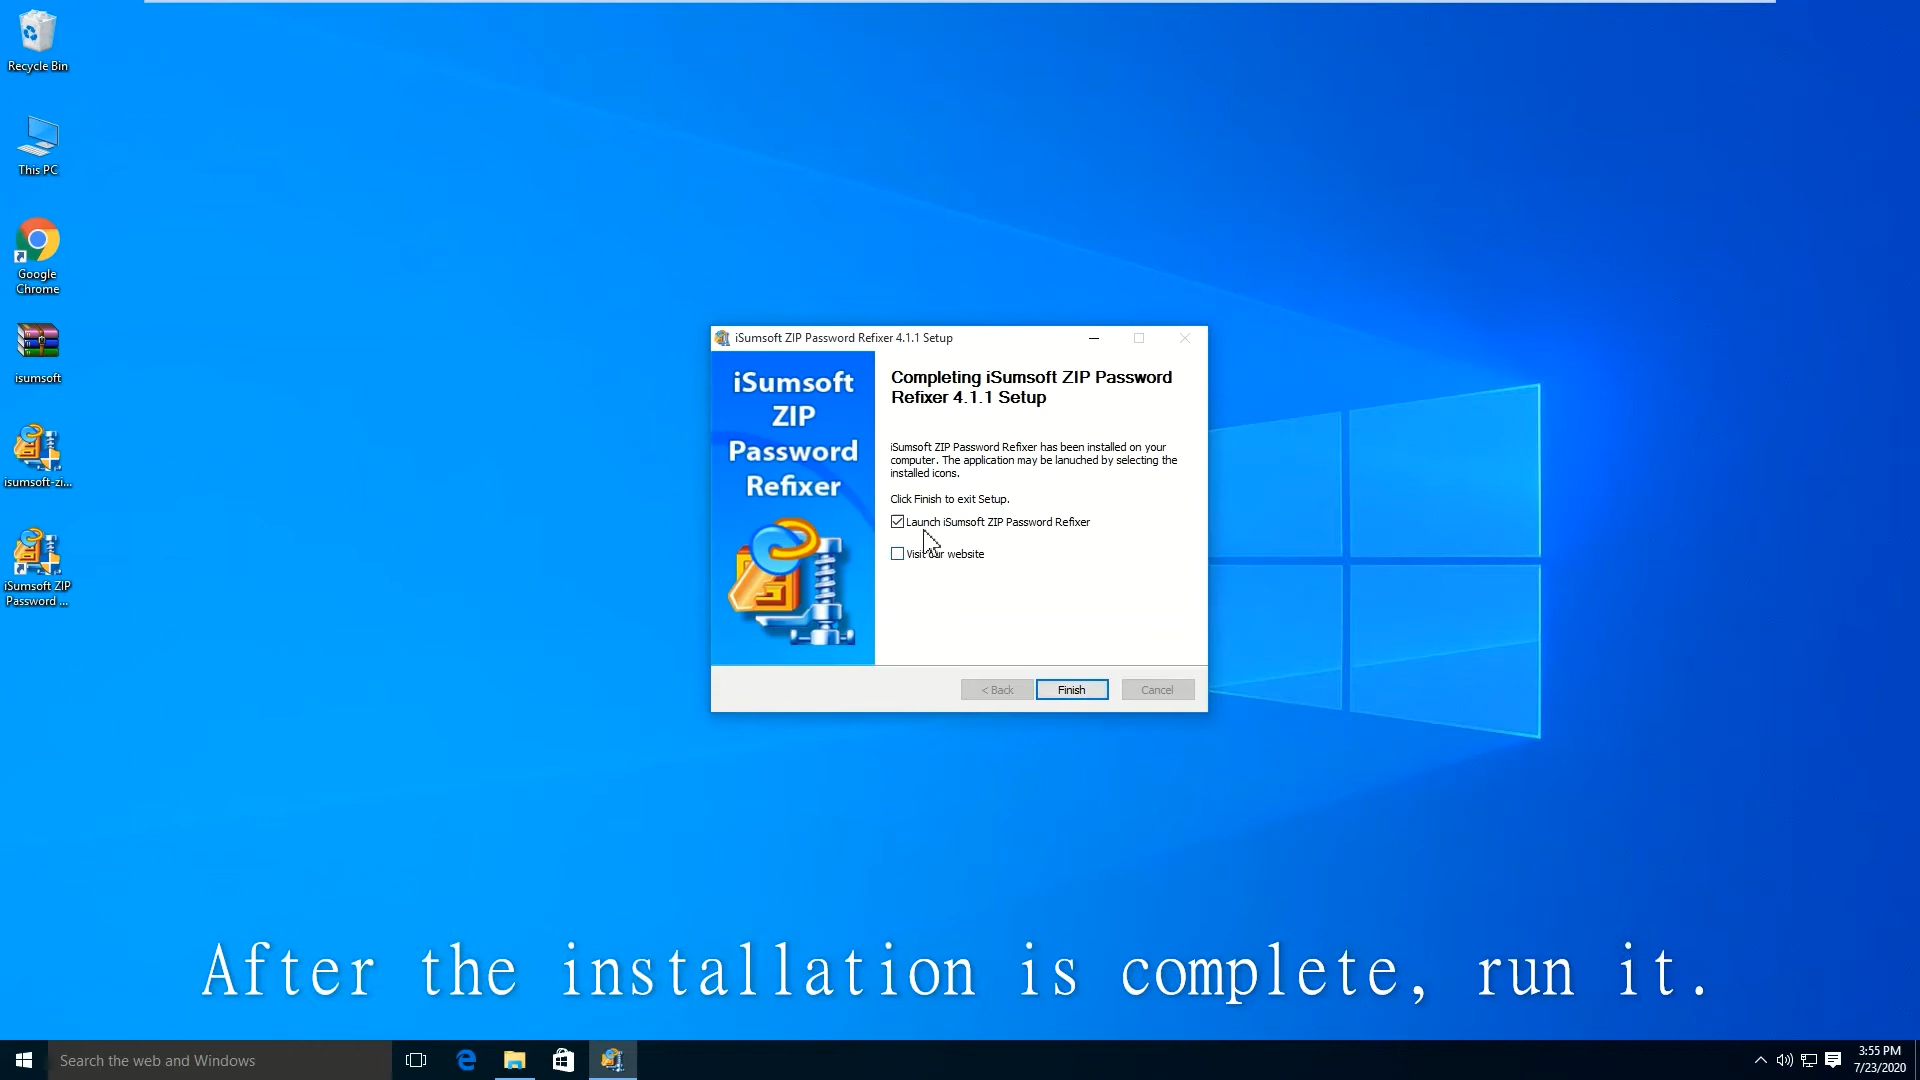 Recycle Bin
This PC
Google
Chrome
isumsoft
isumsoft-zi...
iSumsoft ZIP
Password ...
iSumsoft ZIP Password Refixer 4.1.1 Setup
iSumsoft
ZIP
Password
Refixer
Completing iSumsoft ZIP Password
Refixer 4.1.1 Setup
iSumsoft ZIP Password Refixer has been installed on your
computer. The application may be lanuched by selecting the
installed icons.
Click Finish to exit Setup.
Launch iSumsoft ZIP Password Refixer
Visit our website
< Back
Finish
Cancel
After the installation is complete, run it.
Search the web and Windows
3:55 PM
7/23/2020